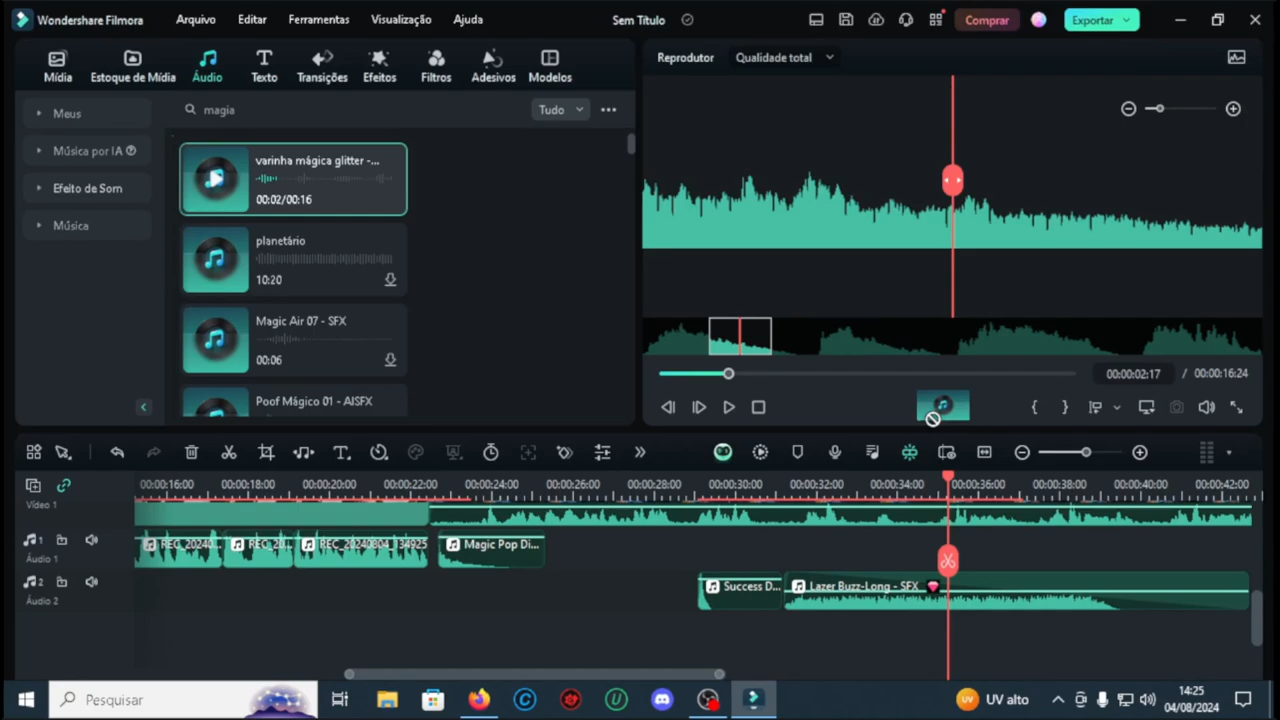 Wondershare Filmora
Arquivo
Editar
Ferramentas
Visualização
Ajuda
Sem Título
Comprar
Exportar
Mídia
Estoque de Mídia
Áudio
Texto
Transições
Efeitos
Filtros
Adesivos
Modelos
Reprodutor
Qualidade total
Meus
Música por IA
Efeito de Som
Música
magia
Tudo
varinha mágica glitter -...
00:02/00:16
planetário
10:20
Magic Air 07 - SFX
00:06
Poof Mágico 01 - AISFX
00:00:02:17 / 00:00:16:24
00:00:16:00
00:00:18:00
00:00:20:00
00:00:22:00
00:00:24:00
00:00:26:00
00:00:28:00
00:00:30:00
00:00:32:00
00:00:34:00
00:00:36:00
00:00:38:00
00:00:40:00
00:00:42:00
Vídeo 1
1
Áudio 1
REC_20240...
REC_20...
REC_20240804_134925
Magic Pop Di...
2
Áudio 2
Success D...
Lazer Buzz-Long - SFX
Pesquisar
UV alto
14:25
04/08/2024